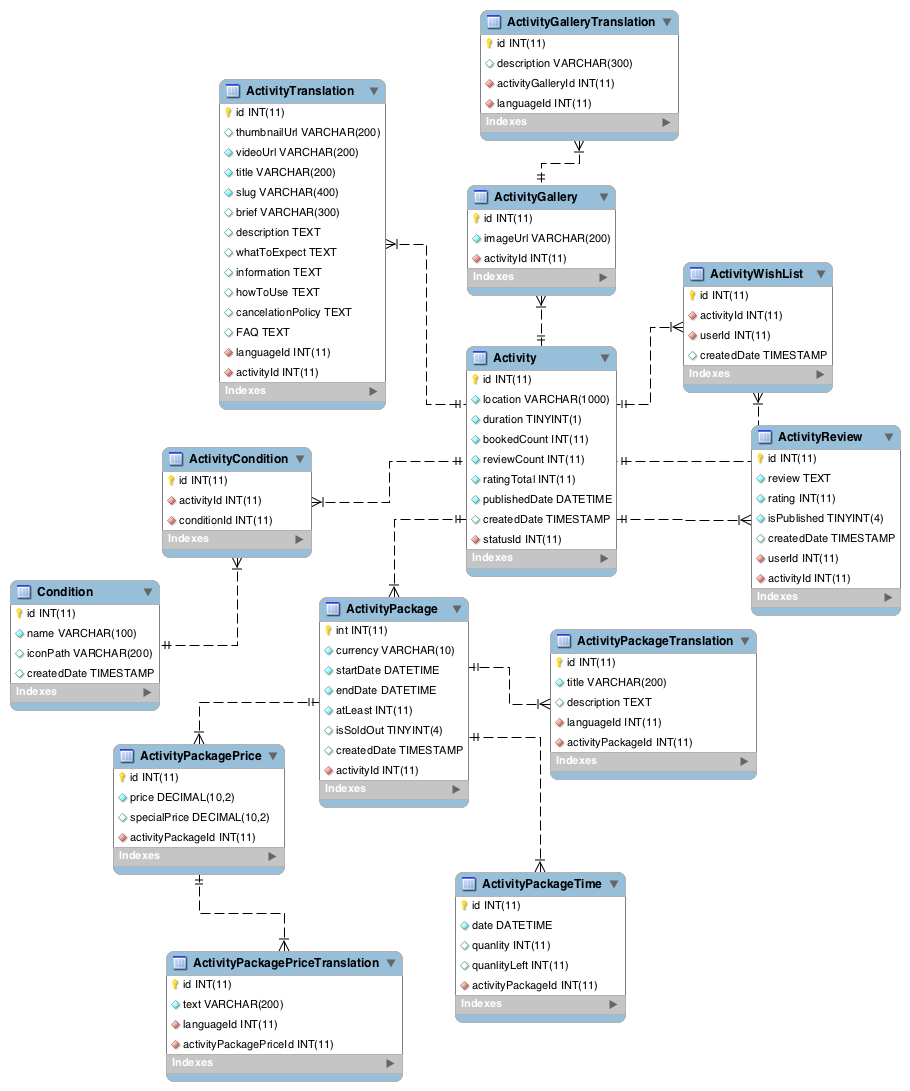 ActivityGalleryTranslation
id INT(11)
description VARCHAR(300)
activityGalleryId INT(11)
languageId INT(11)
Indexes
ActivityTranslation
id INT(11)
thumbnailUrl VARCHAR(200)
videoUrl VARCHAR(200)
title VARCHAR(200)
slug VARCHAR(400)
brief VARCHAR(300)
description TEXT
whatToExpect TEXT
information TEXT
howToUse TEXT
cancelationPolicy TEXT
FAQ TEXT
languageId INT(11)
activityId INT(11)
Indexes
ActivityGallery
id INT(11)
imageUrl VARCHAR(200)
activityId INT(11)
Indexes
ActivityWishList
id INT(11)
activityId INT(11)
userId INT(11)
createdDate TIMESTAMP
Indexes
Activity
id INT(11)
location VARCHAR(1000)
duration TINYINT(1)
bookedCount INT(11)
reviewCount INT(11)
ratingTotal INT(11)
publishedDate DATETIME
createdDate TIMESTAMP
statusId INT(11)
Indexes
ActivityReview
id INT(11)
review TEXT
rating INT(11)
isPublished TINYINT(4)
createdDate TIMESTAMP
userId INT(11)
activityId INT(11)
Indexes
ActivityCondition
id INT(11)
activityId INT(11)
conditionId INT(11)
Indexes
Condition
id INT(11)
name VARCHAR(100)
iconPath VARCHAR(200)
createdDate TIMESTAMP
Indexes
ActivityPackage
int INT(11)
currency VARCHAR(10)
startDate DATETIME
endDate DATETIME
atLeast INT(11)
isSoldOut TINYINT(4)
createdDate TIMESTAMP
activityId INT(11)
Indexes
ActivityPackageTranslation
id INT(11)
title VARCHAR(200)
description TEXT
languageId INT(11)
activityPackageId INT(11)
Indexes
ActivityPackagePrice
id INT(11)
price DECIMAL(10,2)
specialPrice DECIMAL(10,2)
activityPackageId INT(11)
Indexes
ActivityPackageTime
id INT(11)
date DATETIME
quanlity INT(11)
quanlityLeft INT(11)
activityPackageId INT(11)
Indexes
ActivityPackagePriceTranslation
id INT(11)
text VARCHAR(200)
languageId INT(11)
activityPackagePriceId INT(11)
Indexes